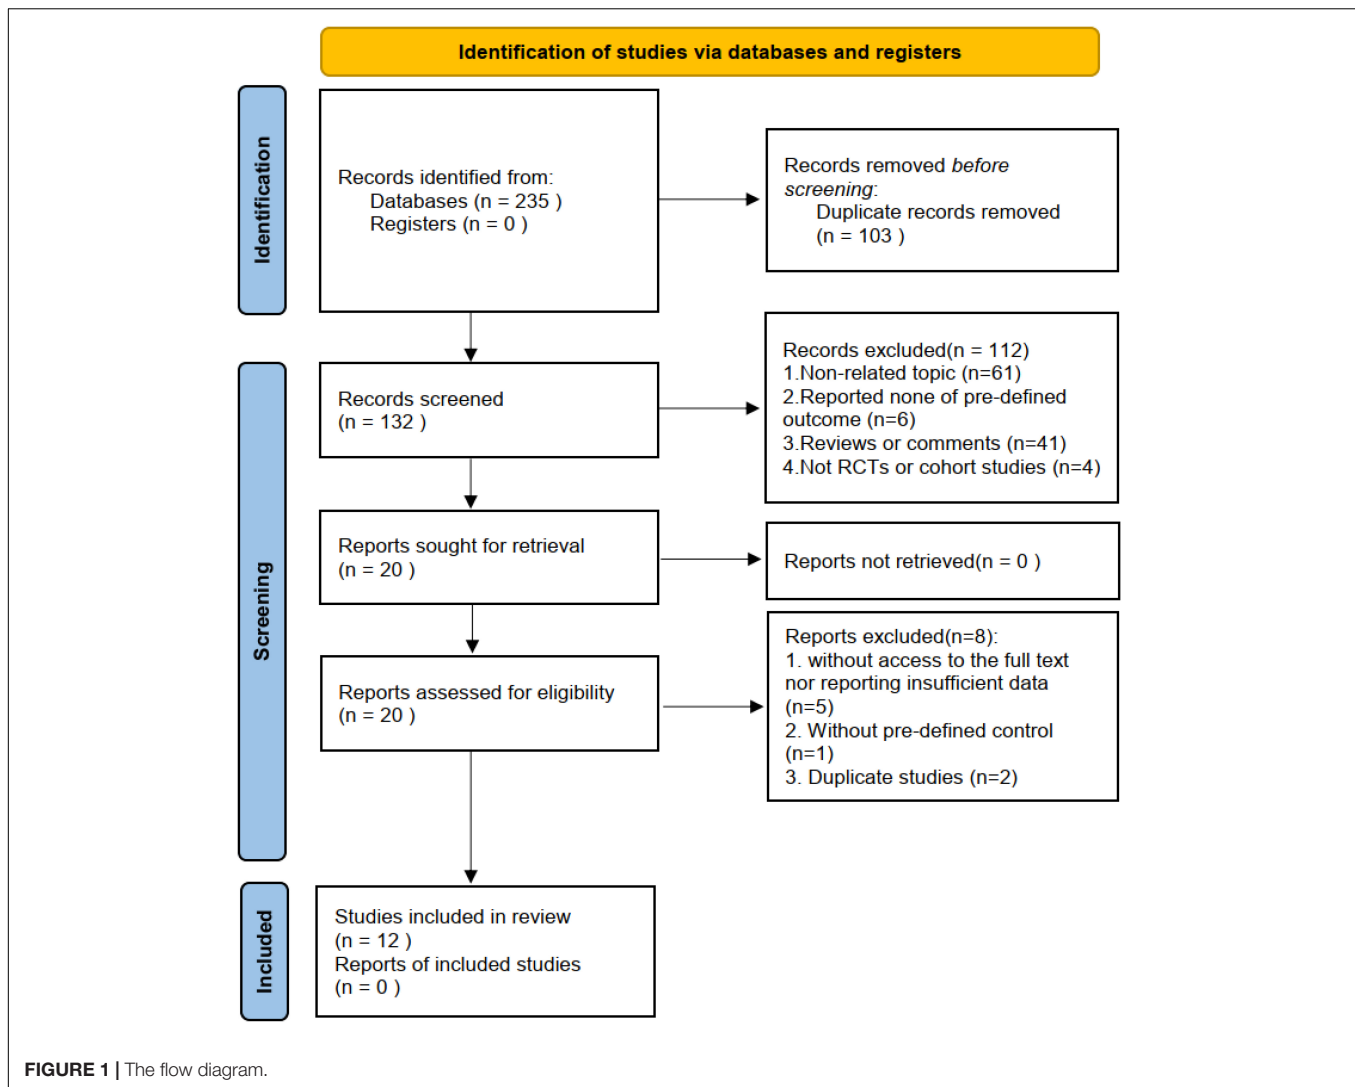 Identification of studies via databases and registers
Identification
Records identified from:
Databases (n = 235 )
Registers (n = 0 )
Records removed before
screening:
Duplicate records removed
(n = 103 )
Screening
Records screened
(n = 132 )
Records excluded(n = 112)
1.Non-related topic (n=61)
2.Reported none of pre-defined
outcome (n=6)
3.Reviews or comments (n=41)
4.Not RCTs or cohort studies (n=4)
Reports sought for retrieval
(n = 20 )
Reports not retrieved(n = 0 )
Reports assessed for eligibility
(n = 20 )
Reports excluded(n=8):
1. without access to the full text
nor reporting insufficient data
(n=5)
2. Without pre-defined control
(n=1)
3. Duplicate studies (n=2)
Included
Studies included in review
(n = 12 )
Reports of included studies
(n = 0 )
FIGURE 1 | The flow diagram.